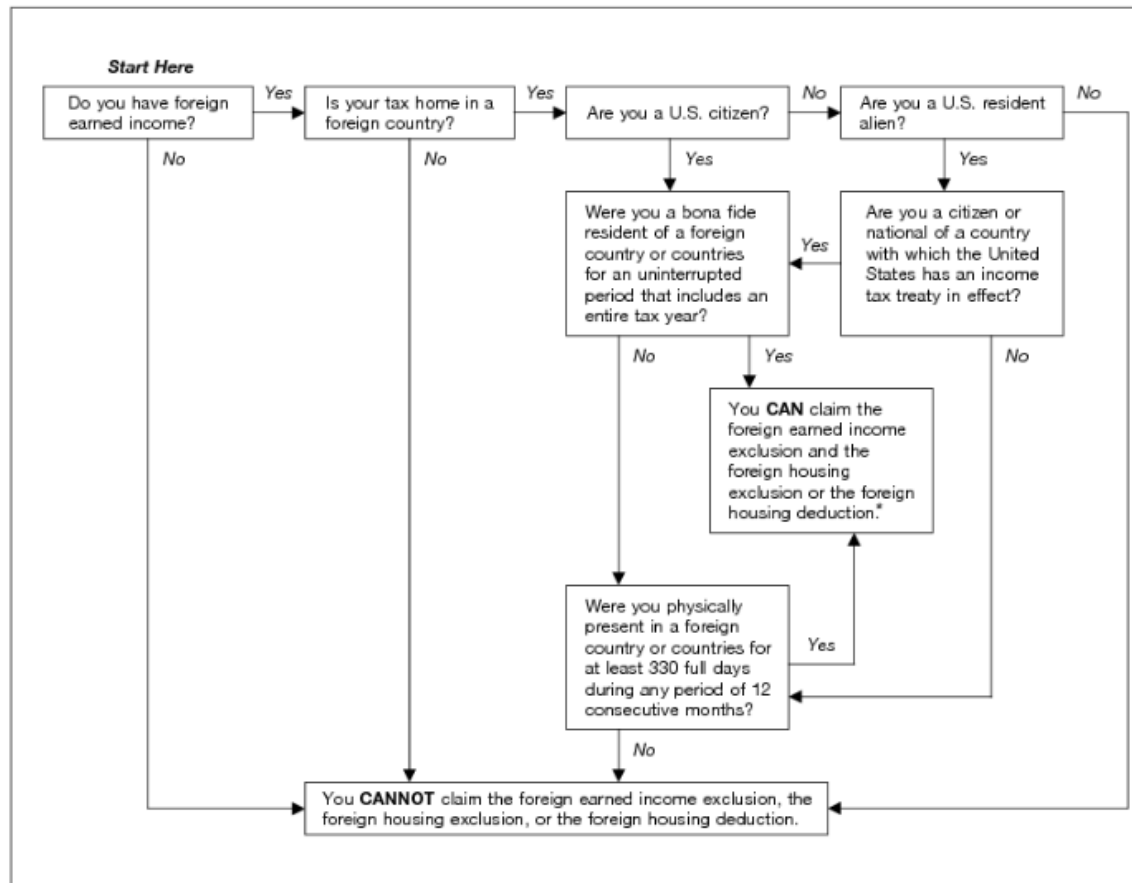 Start Here
Do you have foreign
earned income?
Yes
Is your tax home in a
foreign country?
Yes
Are you a U.S. citizen?
No
Are you a U.S. resident
alien?
No
No
No
Yes
Yes
Were you a bona fide
resident of a foreign
country or countries
for an uninterrupted
period that includes an
entire tax year?
Yes
Are you a citizen or
national of a country
with which the United
States has an income
tax treaty in effect?
No
Yes
No
You CAN claim the
foreign earned income
exclusion and the
foreign housing
exclusion or the foreign
housing deduction.*
Were you physically
present in a foreign
country or countries for
at least 330 full days
during any period of 12
consecutive months?
Yes
No
You CANNOT claim the foreign earned income exclusion, the
foreign housing exclusion, or the foreign housing deduction.